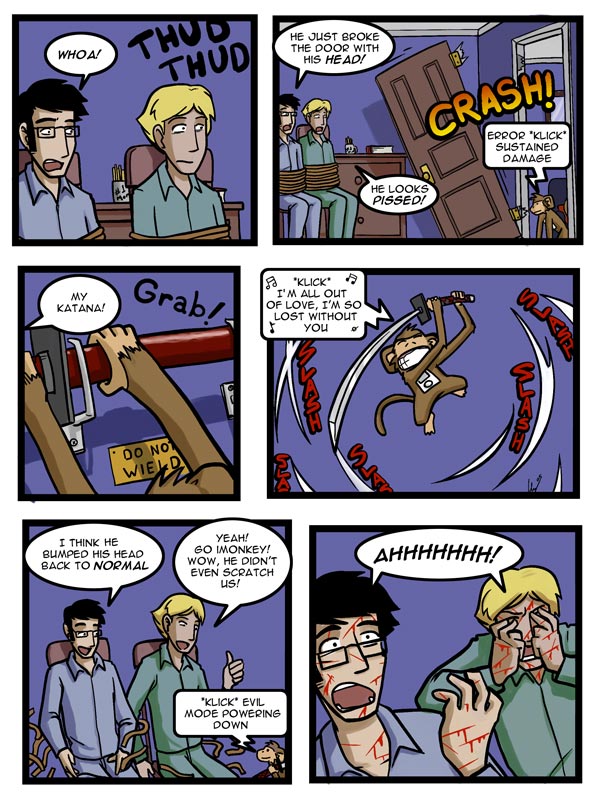 WHOA!
THUD
THUD
HE JUST BROKE
THE DOOR WITH
HIS HEAD!
CRASH!
ERROR *KLICK*
SUSTAINED
DAMAGE
HE LOOKS
PISSED!
MY
KATANA!
Grab!
DO NOT
WIELD
*KLICK*
I'M ALL OUT
OF LOVE, I'M SO
LOST WITHOUT
YOU
SLASH
SLASH
SLASH
SLASH
I THINK HE
BUMPED HIS HEAD
BACK TO NORMAL
YEAH!
GO IMONKEY!
WOW, HE DIDN'T
EVEN SCRATCH
US!
*KLICK* EVIL
MODE POWERING
DOWN
AHHHHHHH!